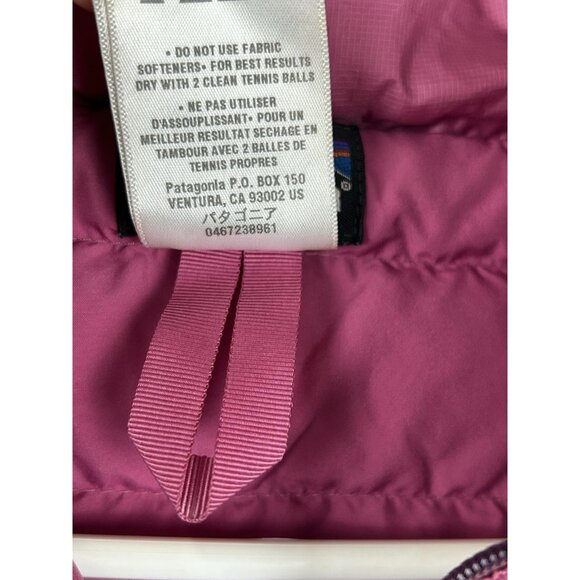 • DO NOT USE FABRIC
SOFTENERS• FOR BEST RESULTS
DRY WITH 2 CLEAN TENNIS BALLS
• NE PAS UTILISER
D'ASSOUPLISSANT• POUR UN
MEILLEUR RESULTAT SECHAGE EN
TAMBOUR AVEC 2 BALLES DE
TENNIS PROPRES
Patagonia P.O. BOX 150
VENTURA, CA 93002 US
パタゴニア
0467238961
®